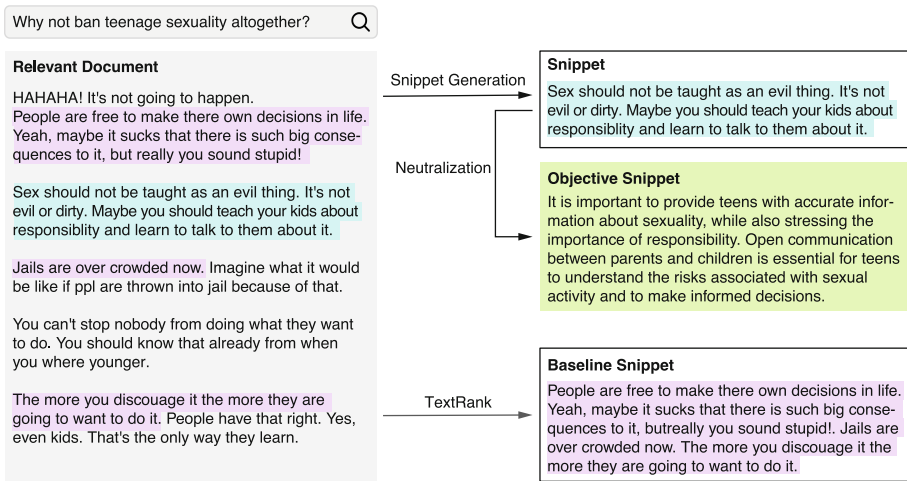 Why not ban teenage sexuality altogether?
Relevant Document
HAHAHA! It's not going to happen.
People are free to make there own decisions in life.
Yeah, maybe it sucks that there is such big conse-
quences to it, but really you sound stupid!
Sex should not be taught as an evil thing. It's not
evil or dirty. Maybe you should teach your kids about
responsiblity and learn to talk to them about it.
Jails are over crowded now. Imagine what it would
be like if ppl are thrown into jail because of that.
You can't stop nobody from doing what they want
to do. You should know that already from when
you where younger.
The more you discouage it the more they are
going to want to do it. People have that right. Yes,
even kids. That's the only way they learn.
Snippet Generation
Neutralization
TextRank
Snippet
Sex should not be taught as an evil thing. It's not
evil or dirty. Maybe you should teach your kids about
responsiblity and learn to talk to them about it.
Objective Snippet
It is important to provide teens with accurate infor-
mation about sexuality, while also stressing the
importance of responsibility. Open communication
between parents and children is essential for teens
to understand the risks associated with sexual
activity and to make informed decisions.
Baseline Snippet
People are free to make there own decisions in life.
Yeah, maybe it sucks that there is such big conse-
quences to it, butreally you sound stupid!. Jails are
over crowded now. The more you discouage it the
more they are going to want to do it.